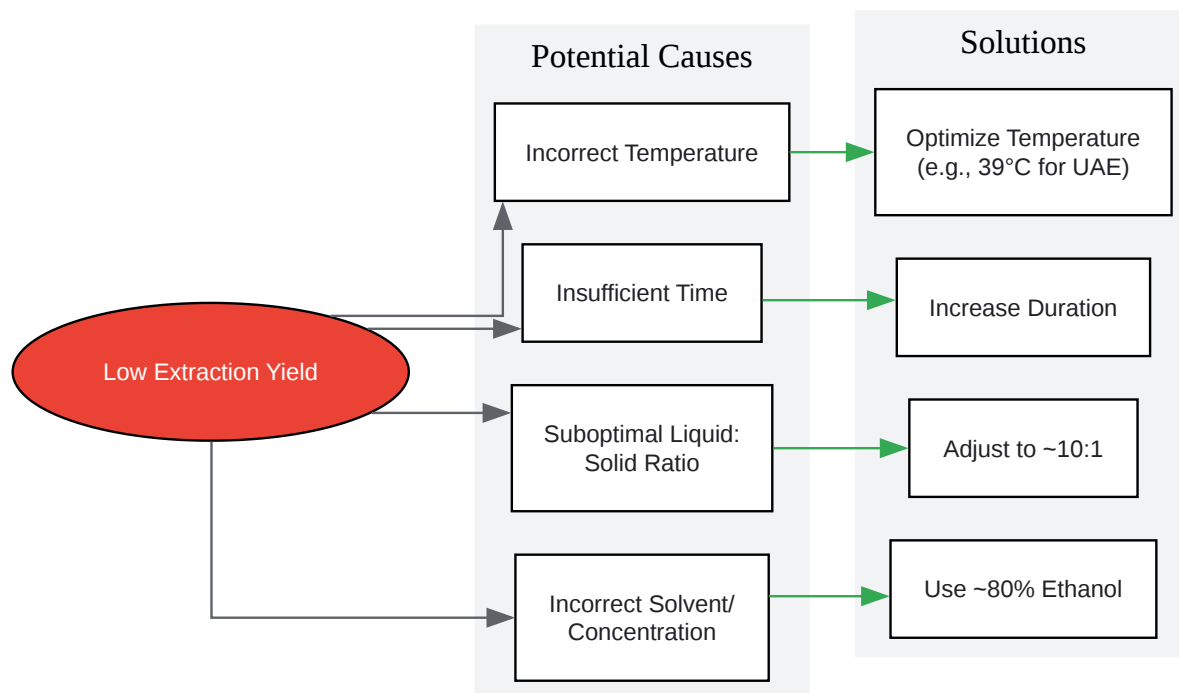 Potential Causes
Solutions
Incorrect Temperature
Optimize Temperature
(e.g., 39°C for UAE)
Insufficient Time
Increase Duration
Low Extraction Yield
Suboptimal Liquid:
Solid Ratio
Adjust to ~10:1
Incorrect Solvent/
Concentration
Use ~80% Ethanol